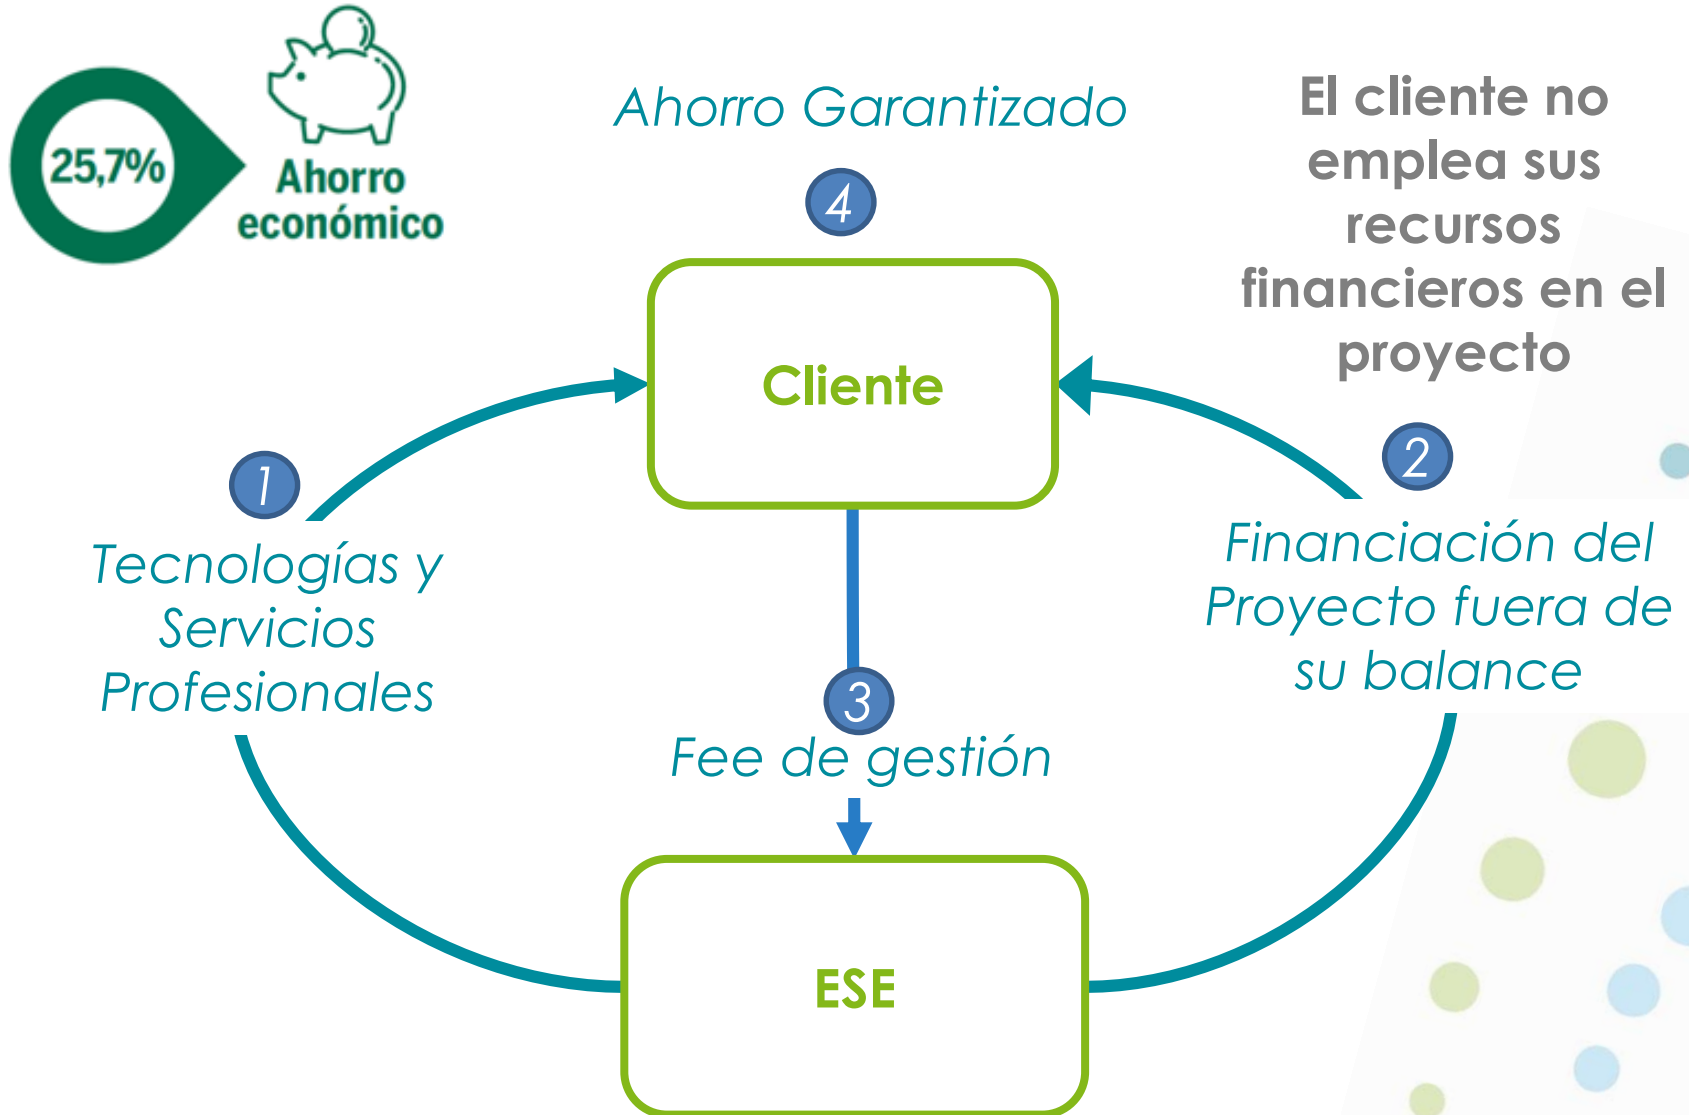 25,7%
Ahorro
económico
Ahorro Garantizado
4
El cliente no
emplea sus
recursos
financieros en el
proyecto
Cliente
1
Tecnologías y
Servicios
Profesionales
2
Financiación del
Proyecto fuera de
su balance
3
Fee de gestión
ESE